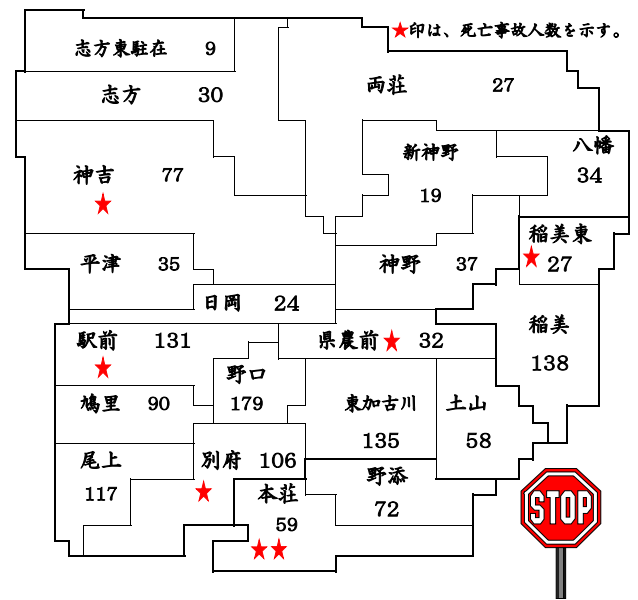 ★印は、死亡事故人数を示す。
志方東駐在 9
志方 30
両荘 27
八幡
34
新神野
19
神吉 77
★
稲美東
★ 27
平津 35
神野 37
日岡 24
稲美
138
駅前 131
★
県農前★ 32
野口
179
鳩里 90
東加古川
135
土山
58
尾上
117
別府 106
★
野添
72
本荘
59
★★
STOP